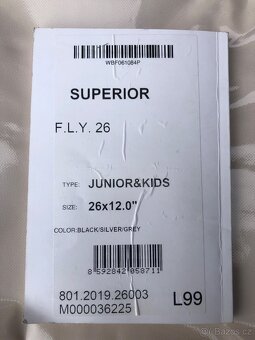 WBF061084P
SUPERIOR
F.L.Y. 26
TYPE: JUNIOR&KIDS
SIZE: 26x12.0"
COLOR:BLACK/SILVER/GREY
8 592842 058711
801.2019.26003
M000036225 L99